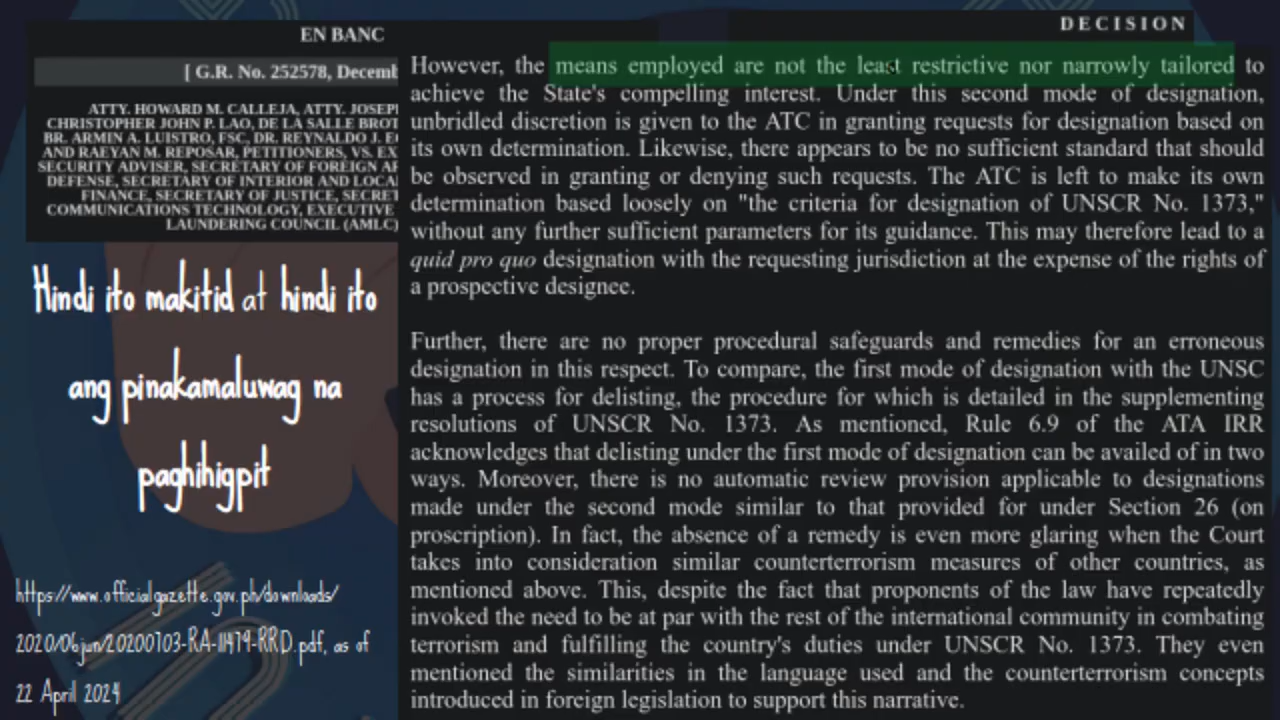 EN BANC
[ G.R. No. 252578, Decemb
ATTY. HOWARD M. CALLEJA, ATTY. JOSEPI
CHRISTOPHER JOHN P. LAO, DE LA SALLE BROT
BR. ARMIN A. LUISTRO, FSC, DR. REYNALDO J. E
AND RAEYAN M. REPOSAR, PETITIONERS, VS. EX
SECURITY ADVISER, SECRETARY OF FOREIGN AF
DEFENSE, SECRETARY OF INTERIOR AND LOCA
FINANCE, SECRETARY OF JUSTICE, SECRET
COMMUNICATIONS TECHNOLOGY, EXECUTIVE
LAUNDERING COUNCIL (AMLC)
Hindi ito makitid at hindi ito
ang pinakamaluwag na
paghihigpit
https://www.officialgazette.gov.ph/downloads/
2020/06jun/20200703-RA-11479-RRD.pdf, as of
22 April 2024
DECISION
However, the means employed are not the least restrictive nor narrowly tailored to
achieve the State's compelling interest. Under this second mode of designation,
unbridled discretion is given to the ATC in granting requests for designation based on
its own determination. Likewise, there appears to be no sufficient standard that should
be observed in granting or denying such requests. The ATC is left to make its own
determination based loosely on "the criteria for designation of UNSCR No. 1373,"
without any further sufficient parameters for its guidance. This may therefore lead to a
quid pro quo designation with the requesting jurisdiction at the expense of the rights of
a prospective designee.
Further, there are no proper procedural safeguards and remedies for an erroneous
designation in this respect. To compare, the first mode of designation with the UNSC
has a process for delisting, the procedure for which is detailed in the supplementing
resolutions of UNSCR No. 1373. As mentioned, Rule 6.9 of the ATA IRR
acknowledges that delisting under the first mode of designation can be availed of in two
ways. Moreover, there is no automatic review provision applicable to designations
made under the second mode similar to that provided for under Section 26 (on
proscription). In fact, the absence of a remedy is even more glaring when the Court
takes into consideration similar counterterrorism measures of other countries, as
mentioned above. This, despite the fact that proponents of the law have repeatedly
invoked the need to be at par with the rest of the international community in combating
terrorism and fulfilling the country's duties under UNSCR No. 1373. They even
mentioned the similarities in the language used and the counterterrorism concepts
introduced in foreign legislation to support this narrative.